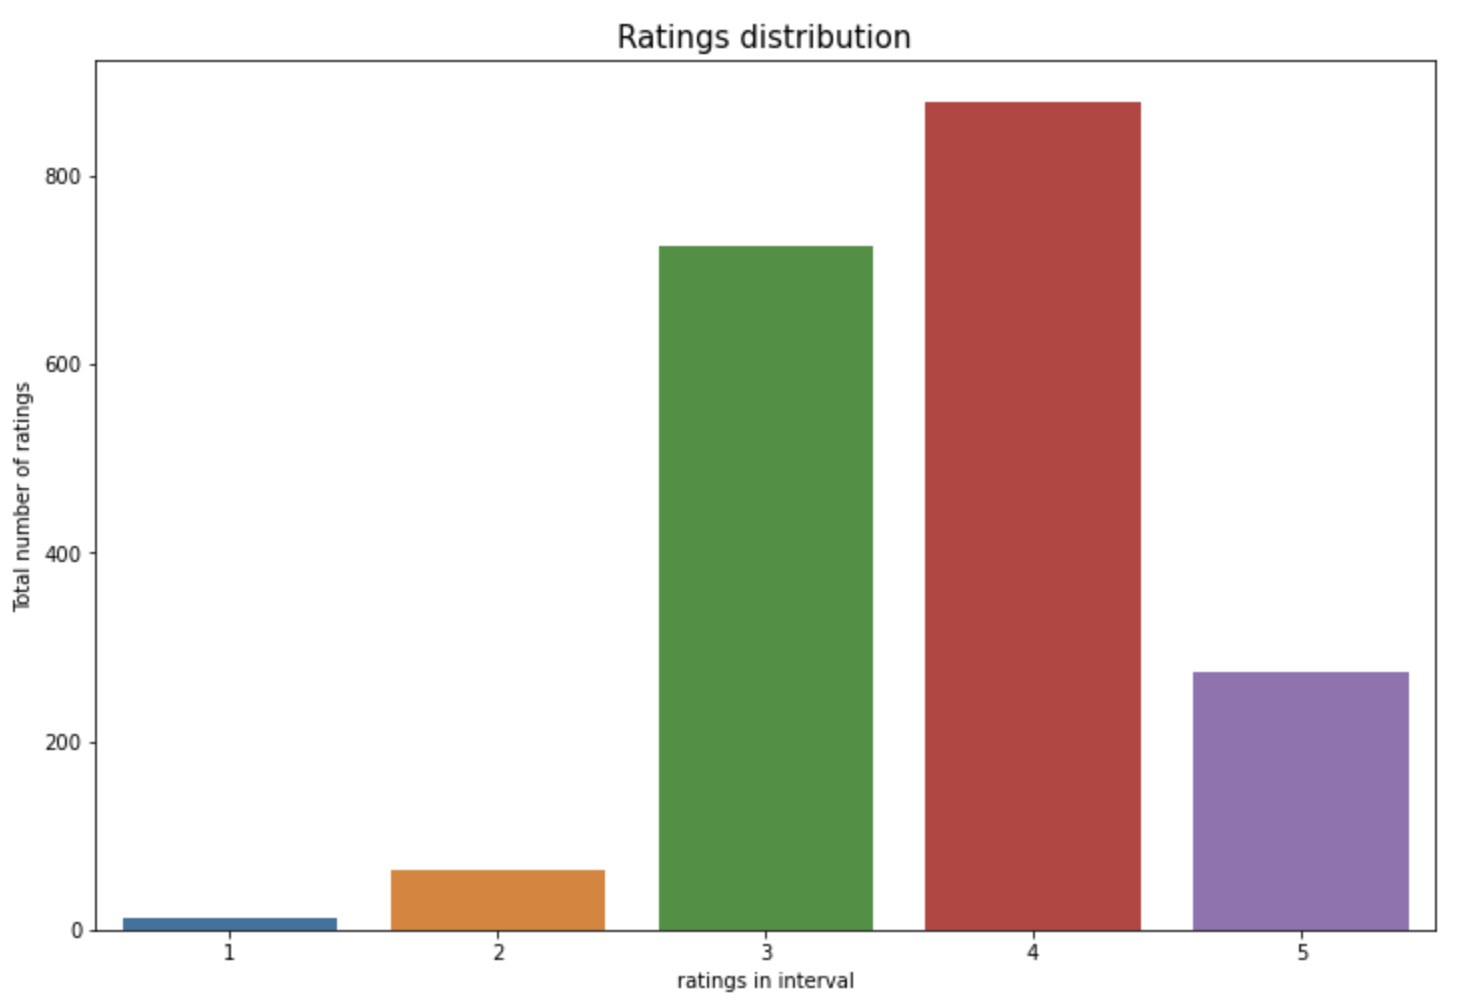 Ratings distribution
800
600
400
200
0
Total number of ratings
1 2 3 4 5
ratings in interval